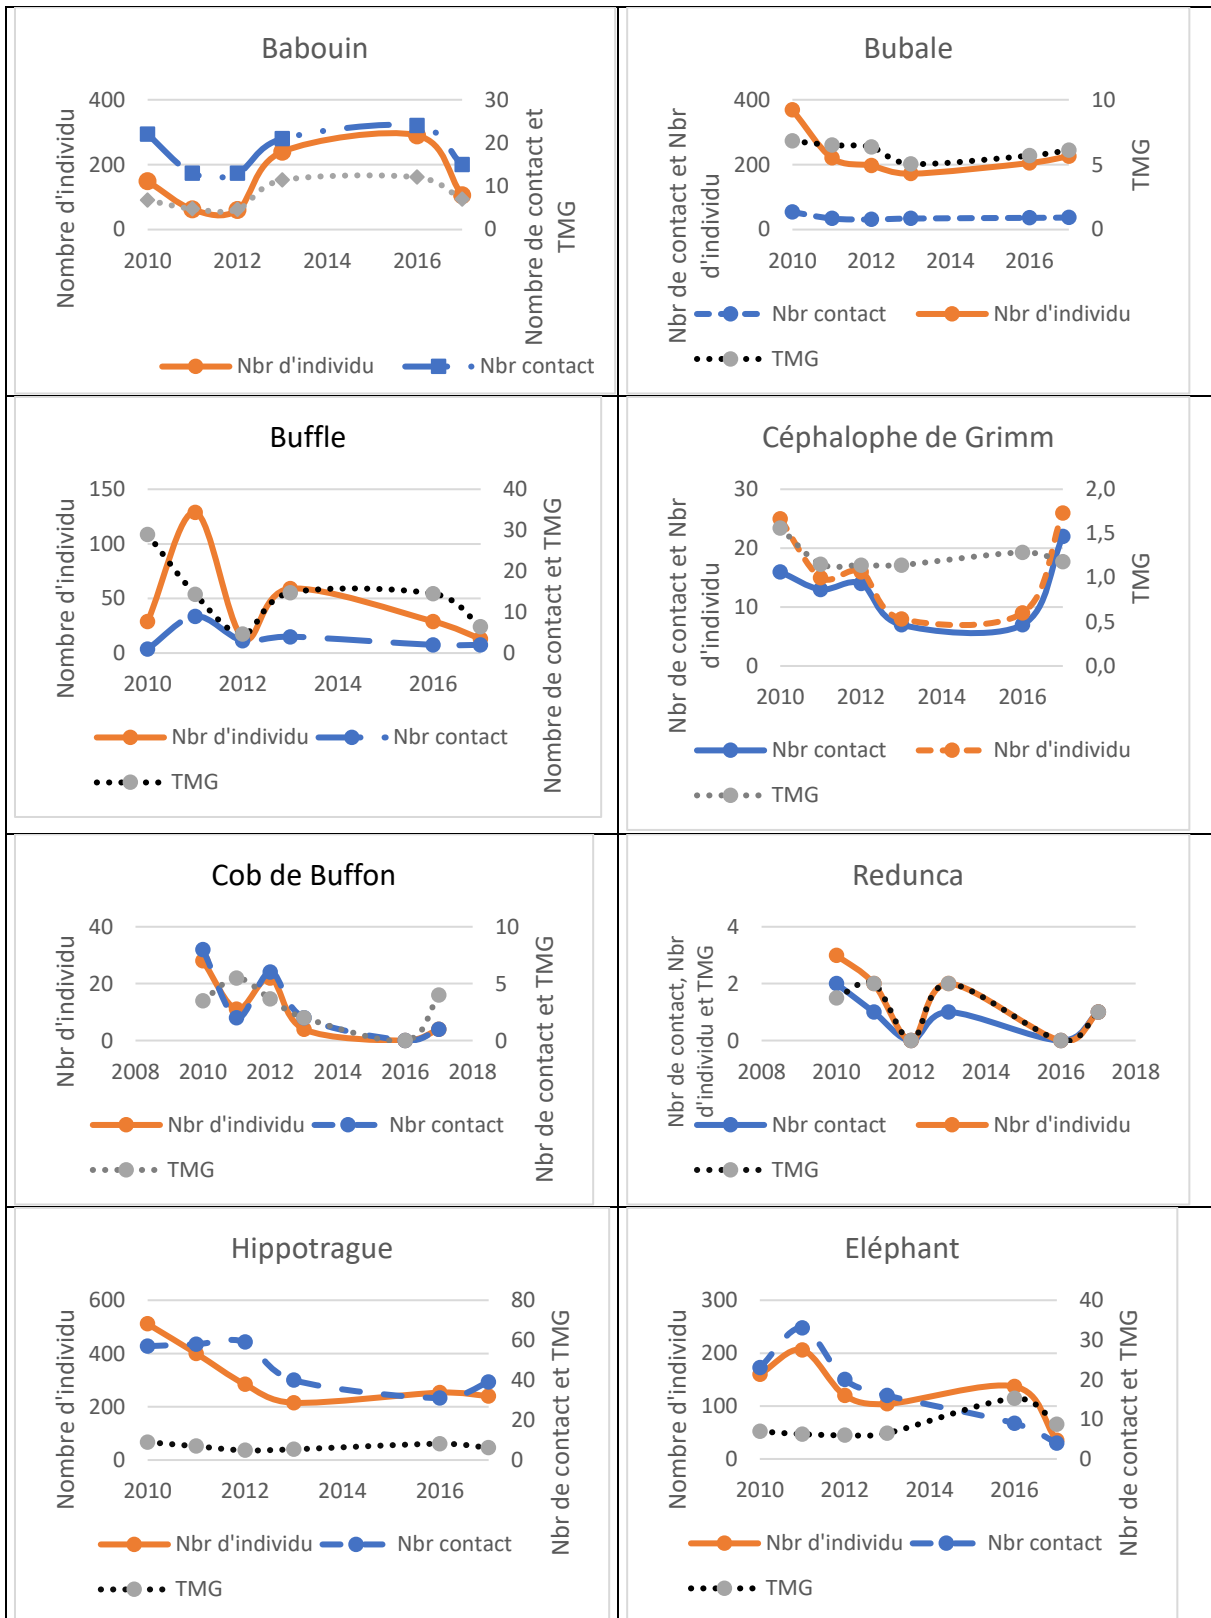 Babouin
Nombre d'individu
400
200
0
30
20
10
0
Nombre de contact et
TMG
2010 2012 2014 2016
Nbr d'individu Nbr contact
Bubale
Nbr de contact et Nbr
d'individu
400
200
0
10
5
0
TMG
2010 2012 2014 2016
Nbr contact Nbr d'individu
TMG
Buffle
Nombre d'individu
150
100
50
0
40
30
20
10
0
Nombre de contact et TMG
2010 2012 2014 2016
Nbr d'individu Nbr contact
TMG
Céphalophe de Grimm
Nbr de contact et Nbr
d'individu
30
20
10
0
2,0
1,5
1,0
0,5
0,0
TMG
2010 2012 2014 2016
Nbr contact Nbr d'individu
TMG
Cob de Buffon
Nbr d'individu
40
20
0
10
5
0
Nbr de contact et TMG
2008 2010 2012 2014 2016 2018
Nbr d'individu Nbr contact
TMG
Redunca
Nbr de contact, Nbr
d'individu et TMG
4
2
0
2008 2010 2012 2014 2016 2018
Nbr contact Nbr d'individu
TMG
Hippotrague
Nombre d'individu
600
400
200
0
80
60
40
20
0
Nbr de contact et TMG
2010 2012 2014 2016
Nbr d'individu Nbr contact
TMG
Eléphant
Nombre d'individu
300
200
100
0
40
30
20
10
0
Nbr de contact et TMG
2010 2012 2014 2016
Nbr d'individu Nbr contact
TMG